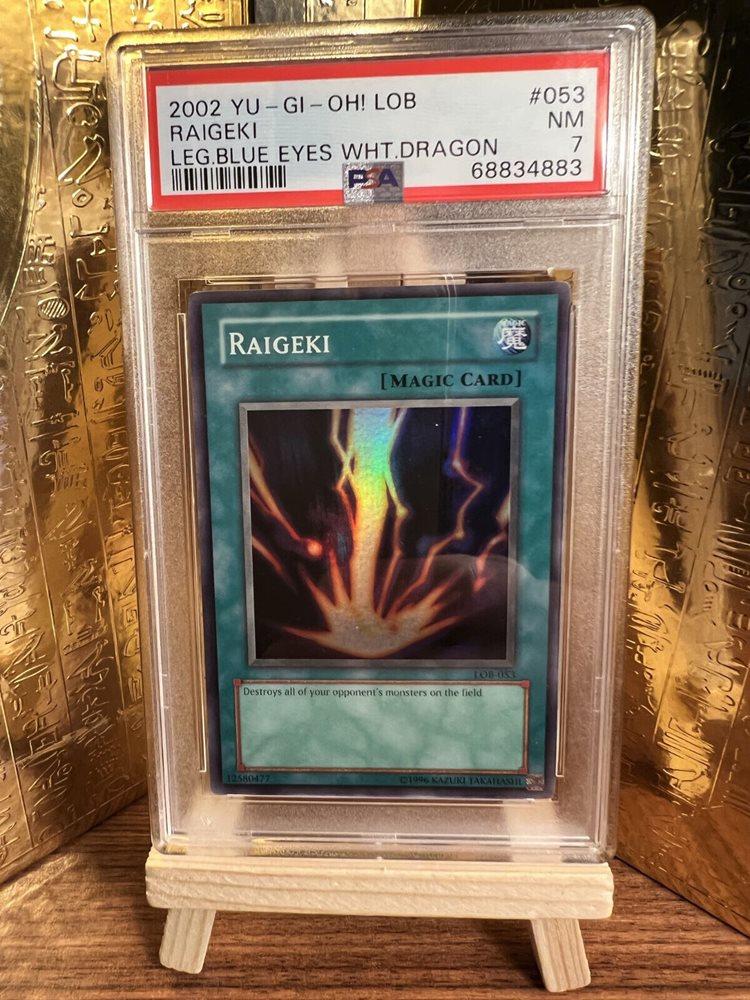 2002 YU-GI-OH! LOB #053
RAIGEKI NM
LEG.BLUE EYES WHT.DRAGON 7
PSA 68834883
RAIGEKI
MAGIC
魔
[MAGIC CARD]
LOB-053
Destroys all of your opponent's monsters on the field.
12580477 ©1996 KAZUKI TAKAHASHI